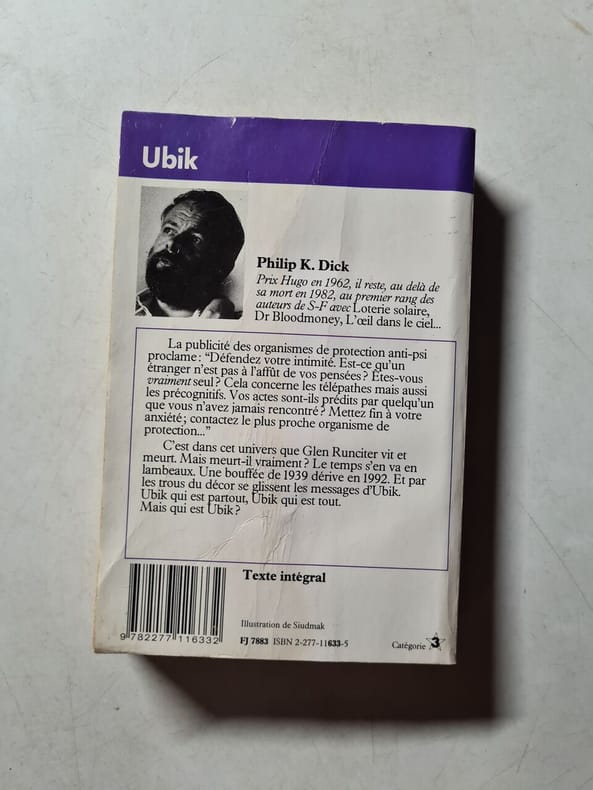 Ubik
Philip K. Dick
Prix Hugo en 1962, il reste, au delà de
sa mort en 1982, au premier rang des
auteurs de S-F avec Loterie solaire,
Dr Bloodmoney, L'œil dans le ciel...
La publicité des organismes de protection anti-psi
proclame : "Défendez votre intimité. Est-ce qu'un
étranger n'est pas à l'affût de vos pensées ? Êtes-vous
vraiment seul ? Cela concerne les télépathes mais aussi
les précognitifs. Vos actes sont-ils prédits par quelqu'un
que vous n'avez jamais rencontré ? Mettez fin à votre
anxiété ; contactez le plus proche organisme de
protection..."
C'est dans cet univers que Glen Runciter vit et
meurt. Mais meurt-il vraiment ? Le temps s'en va en
lambeaux. Une bouffée de 1939 dérive en 1992. Et par
les trous du décor se glissent les messages d'Ubik.
Ubik qui est partout, Ubik qui est tout.
Mais qui est Ubik ?
Texte intégral
Illustration de Siudmak
9 782277 116332
FJ 7883 ISBN 2-277-11633-5
Catégorie 3